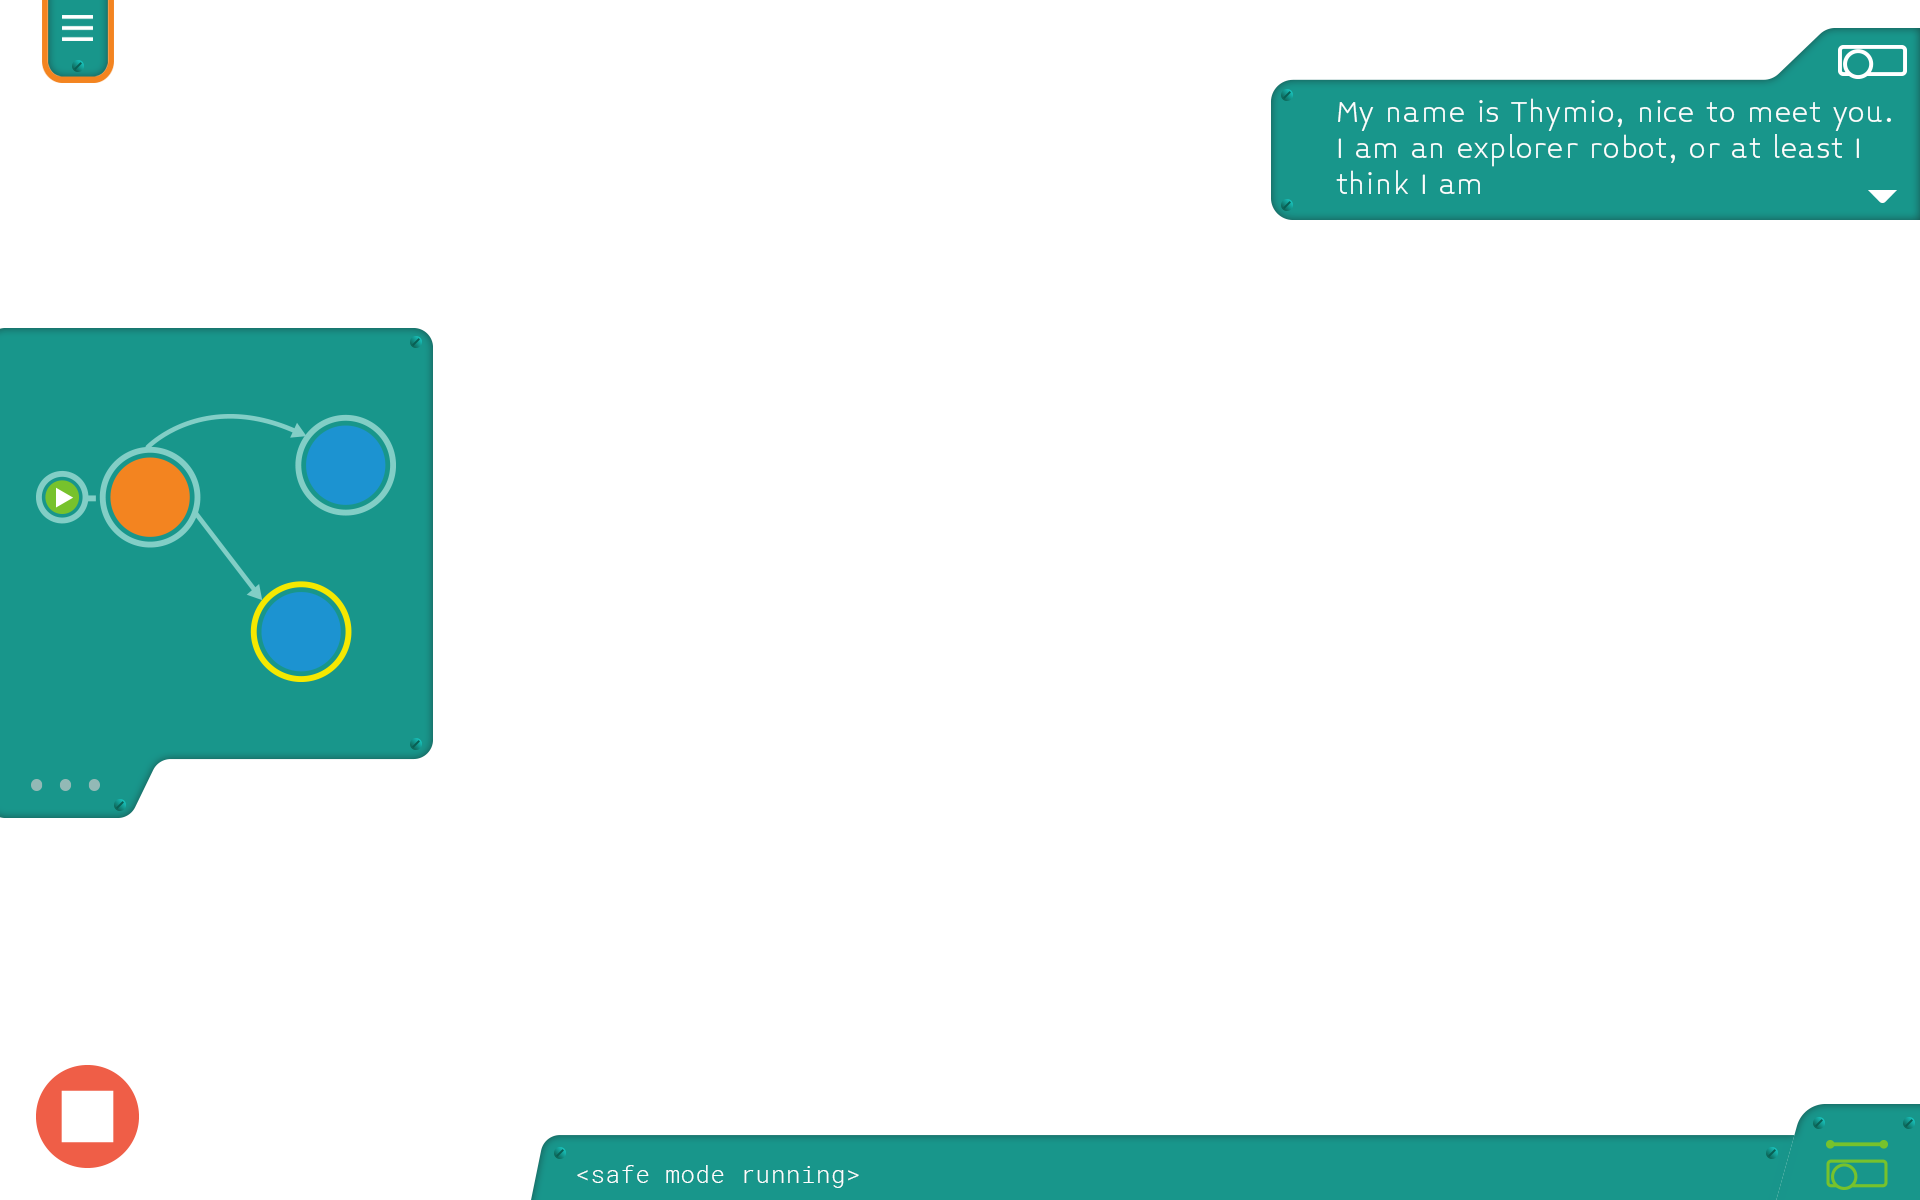 My name is Thymio, nice to meet you.
I am an explorer robot, or at least I
think I am
<safe mode running>